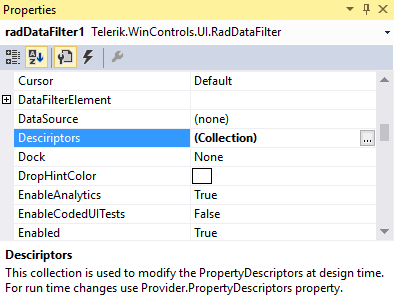 Properties
radDataFilter1 Telerik.WinControls.UI.RadDataFilter
Cursor Default
DataFilterElement
DataSource (none)
Desciriptors (Collection) ...
Dock None
DropHintColor
EnableAnalytics True
EnableCodedUITests False
Enabled True
Desciriptors
This collection is used to modify the PropertyDescriptors at design time.
For run time changes use Provider.PropertyDescriptors property.